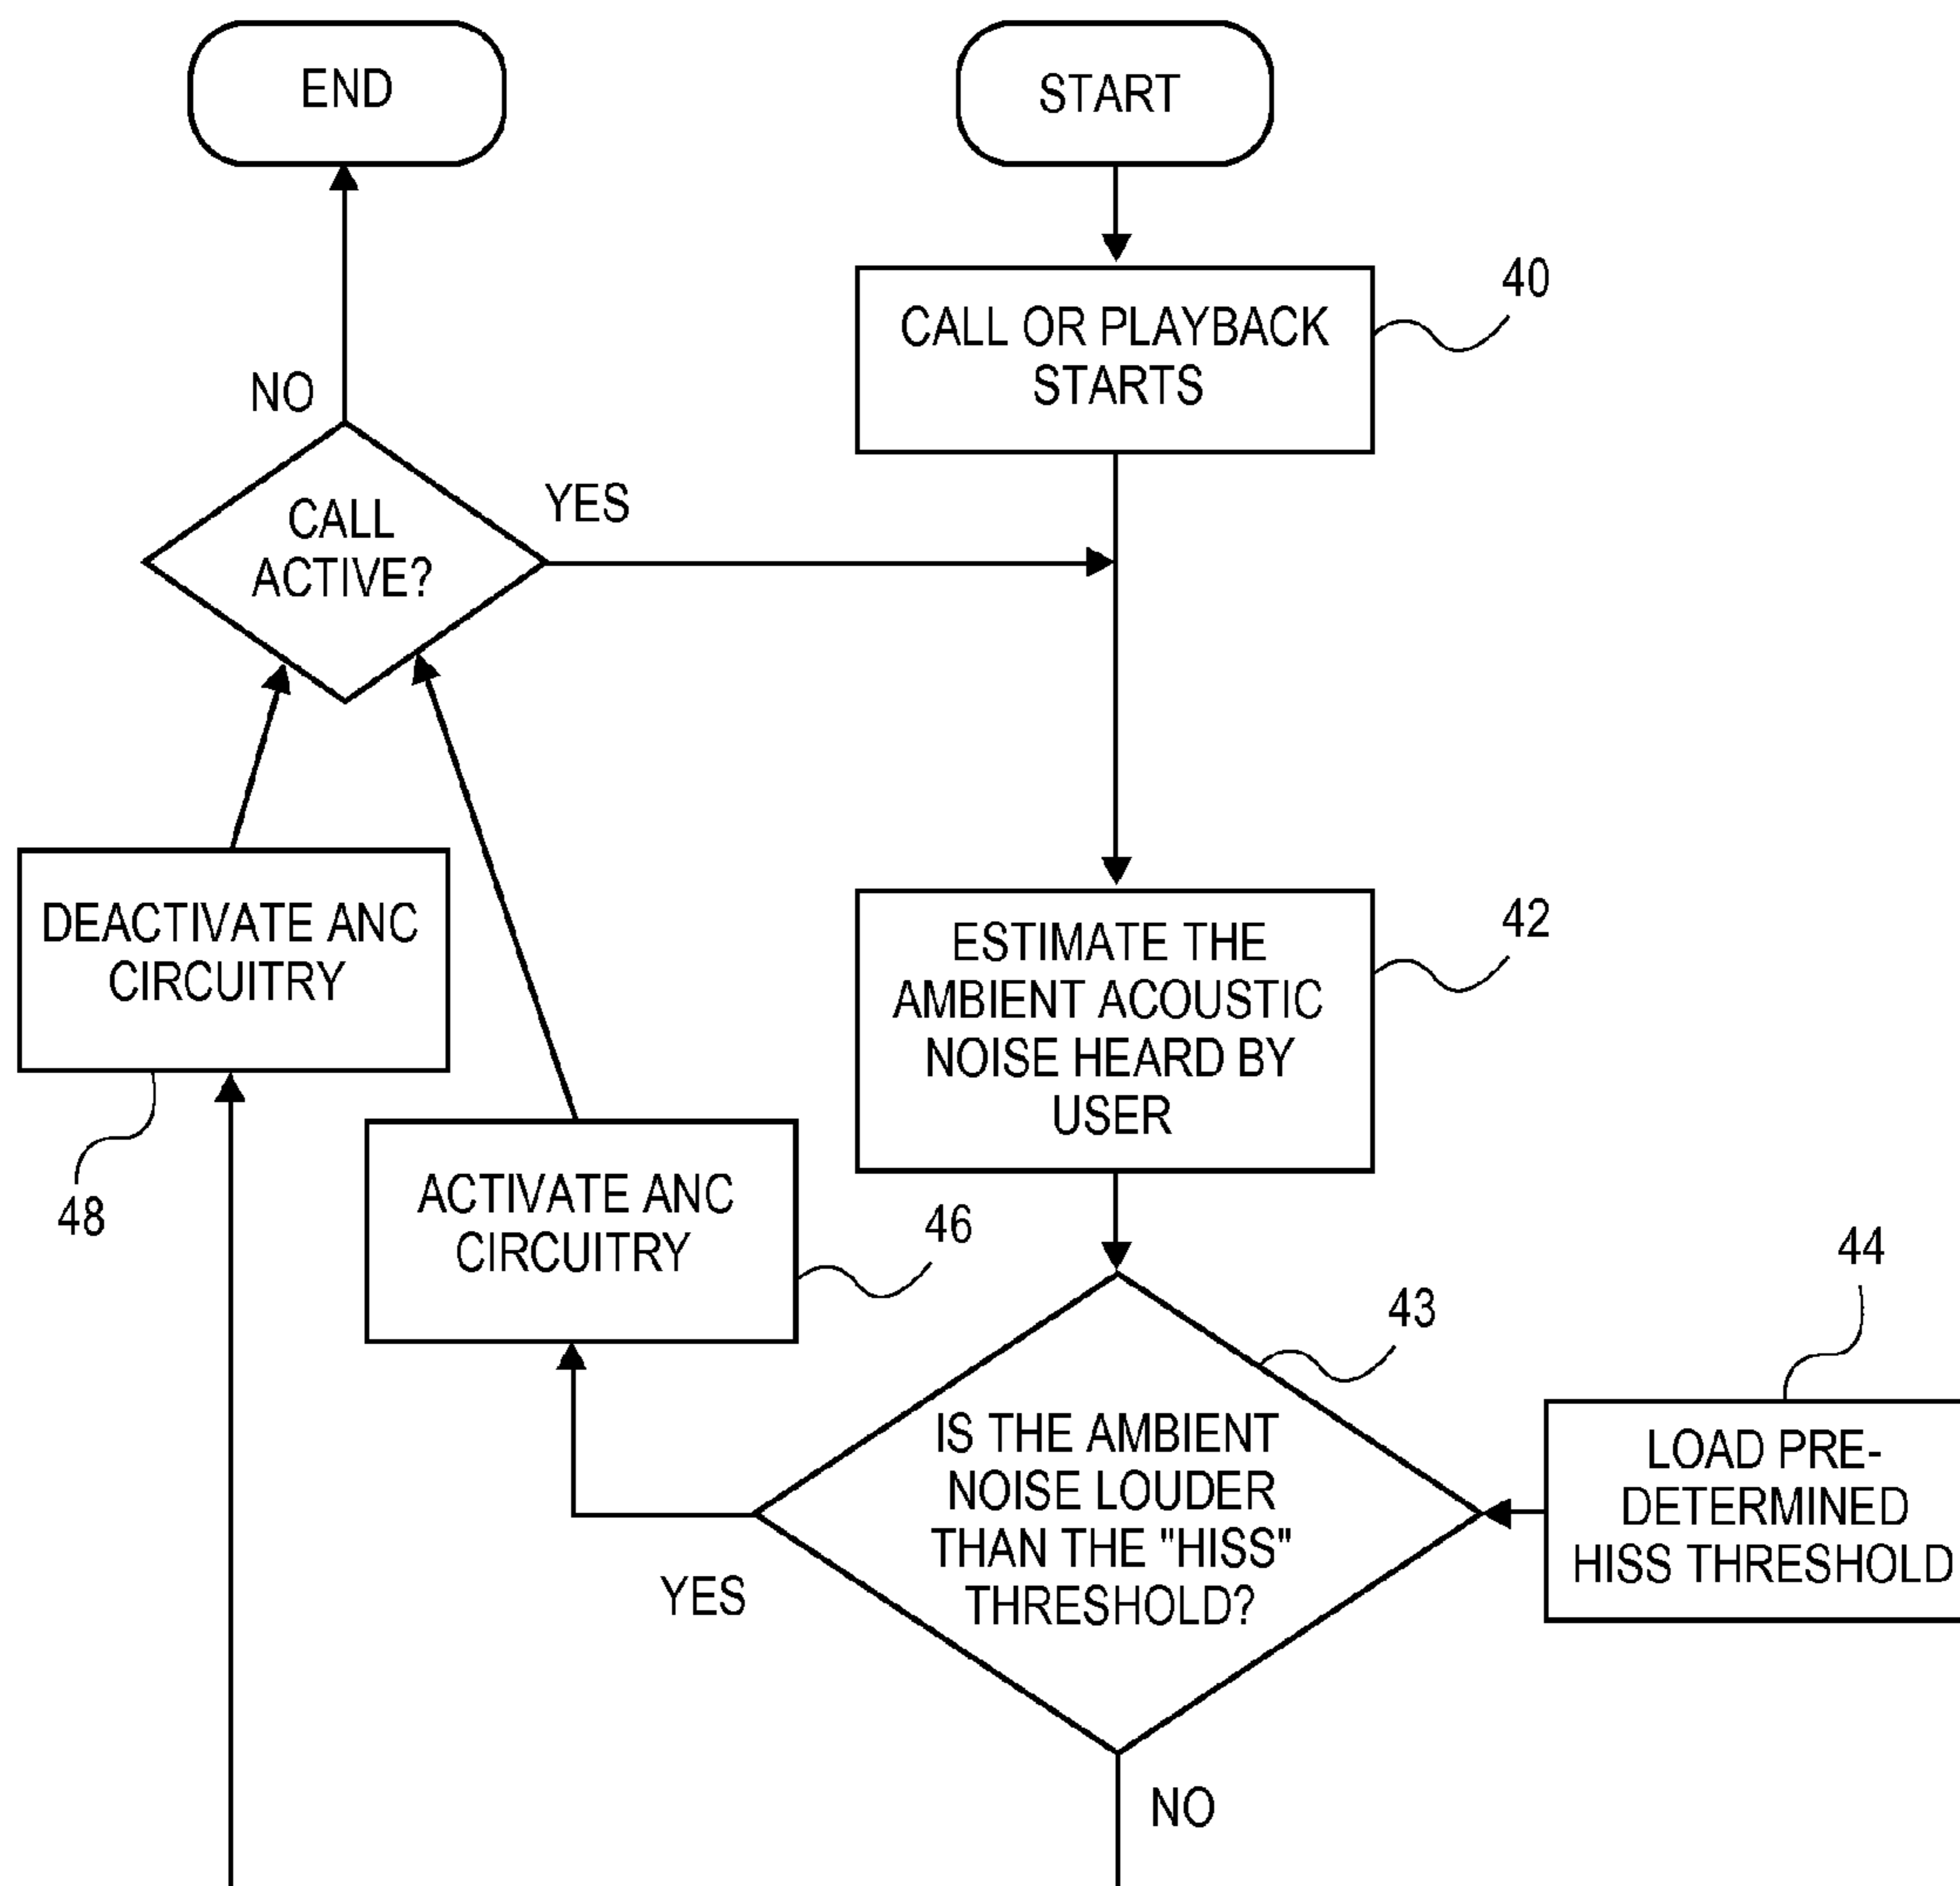 END
START
CALL OR PLAYBACK
STARTS
40
NO
CALL
ACTIVE?
YES
DEACTIVATE ANC
CIRCUITRY
48
ESTIMATE THE
AMBIENT ACOUSTIC
NOISE HEARD BY
USER
42
ACTIVATE ANC
CIRCUITRY
46
43
44
IS THE AMBIENT
NOISE LOUDER
THAN THE "HISS"
THRESHOLD?
LOAD PRE-
DETERMINED
HISS THRESHOLD
YES
NO